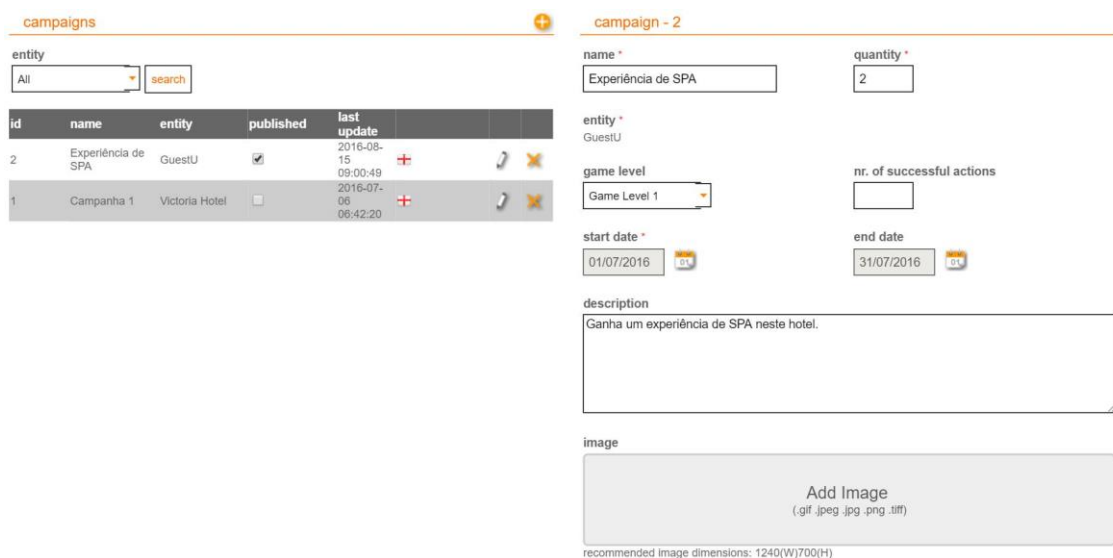 campaigns
entity
All
search
id name entity published last update
2 Experiência de SPA GuestU 2016-08-15 09:00:49
1 Campanha 1 Victoria Hotel 2016-07-06 06:42:20
campaign - 2
name * quantity *
Experiência de SPA 2
entity *
GuestU
game level nr. of successful actions
Game Level 1
start date * end date
01/07/2016 01 31/07/2016 01
description
Ganha um experiência de SPA neste hotel.
image
Add Image
(.gif .jpeg .jpg .png .tiff)
recommended image dimensions: 1240(W)700(H)